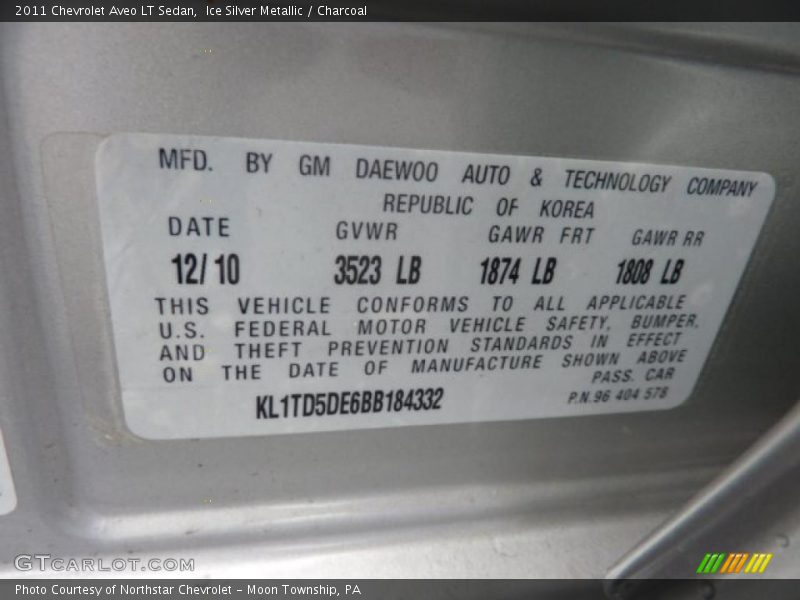 2011 Chevrolet Aveo LT Sedan, Ice Silver Metallic / Charcoal
MFD. BY GM DAEWOO AUTO & TECHNOLOGY COMPANY
REPUBLIC OF KOREA
DATE GVWR GAWR FRT GAWR RR
12/10 3523 LB 1874 LB 1808 LB
THIS VEHICLE CONFORMS TO ALL APPLICABLE
U.S. FEDERAL MOTOR VEHICLE SAFETY, BUMPER,
AND THEFT PREVENTION STANDARDS IN EFFECT
ON THE DATE OF MANUFACTURE SHOWN ABOVE
PASS. CAR
KL1TD5DE6BB184332 P.N.96 404 578
GTCARLOT.COM
Photo Courtesy of Northstar Chevrolet - Moon Township, PA